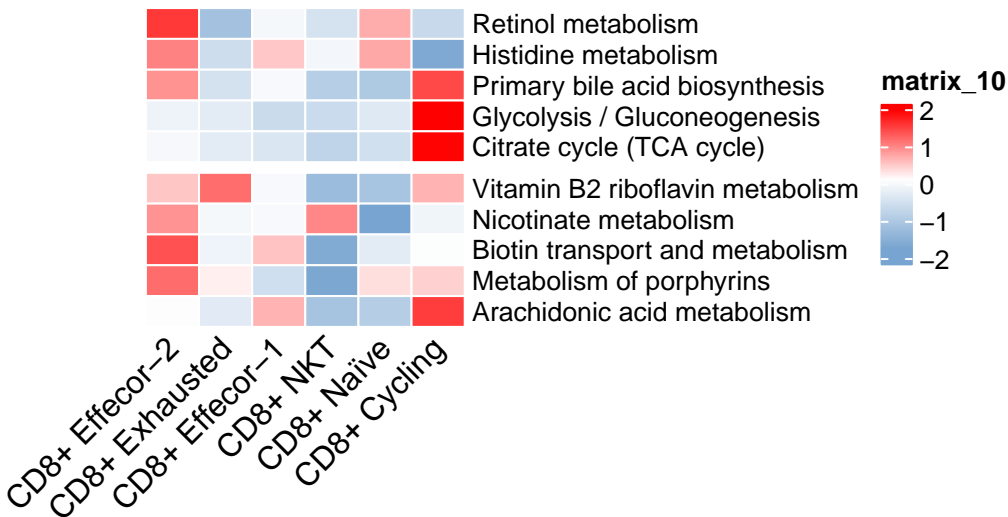 Retinol metabolism
Histidine metabolism
Primary bile acid biosynthesis
Glycolysis / Gluconeogenesis
Citrate cycle (TCA cycle)
Vitamin B2 riboflavin metabolism
Nicotinate metabolism
Biotin transport and metabolism
Metabolism of porphyrins
Arachidonic acid metabolism
matrix_10
2
1
0
−1
−2
CD8+ Effecor−2
CD8+ Exhausted
CD8+ Effecor−1
CD8+ NKT
CD8+ Naïve
CD8+ Cycling